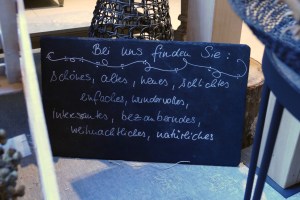 Bei uns finden Sie:
schönes, altes, neues, schlichtes
einfaches, wundervolles,
interessantes, bezauberndes,
weihnachtliches, natürliches